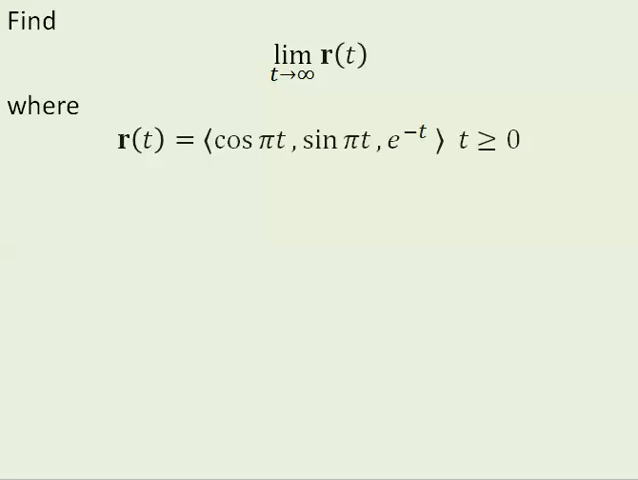 Find
lim r(t)
t→∞
where
r(t) = ⟨cos πt , sin πt , e^{−t} ⟩ t ≥ 0